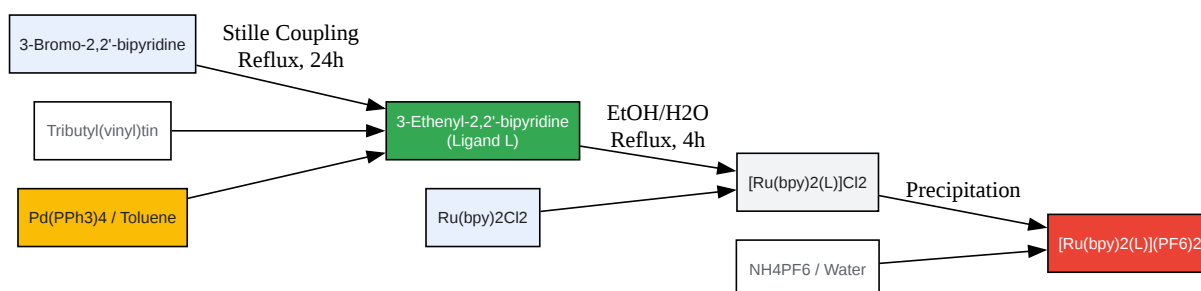 3-Bromo-2,2'-bipyridine
Stille Coupling
Reflux, 24h
Tributyl(vinyl)tin
Pd(PPh3)4 / Toluene
3-Ethenyl-2,2'-bipyridine
(Ligand L)
EtOH/H2O
Reflux, 4h
Ru(bpy)2Cl2
[Ru(bpy)2(L)]Cl2
Precipitation
NH4PF6 / Water
[Ru(bpy)2(L)](PF6)2